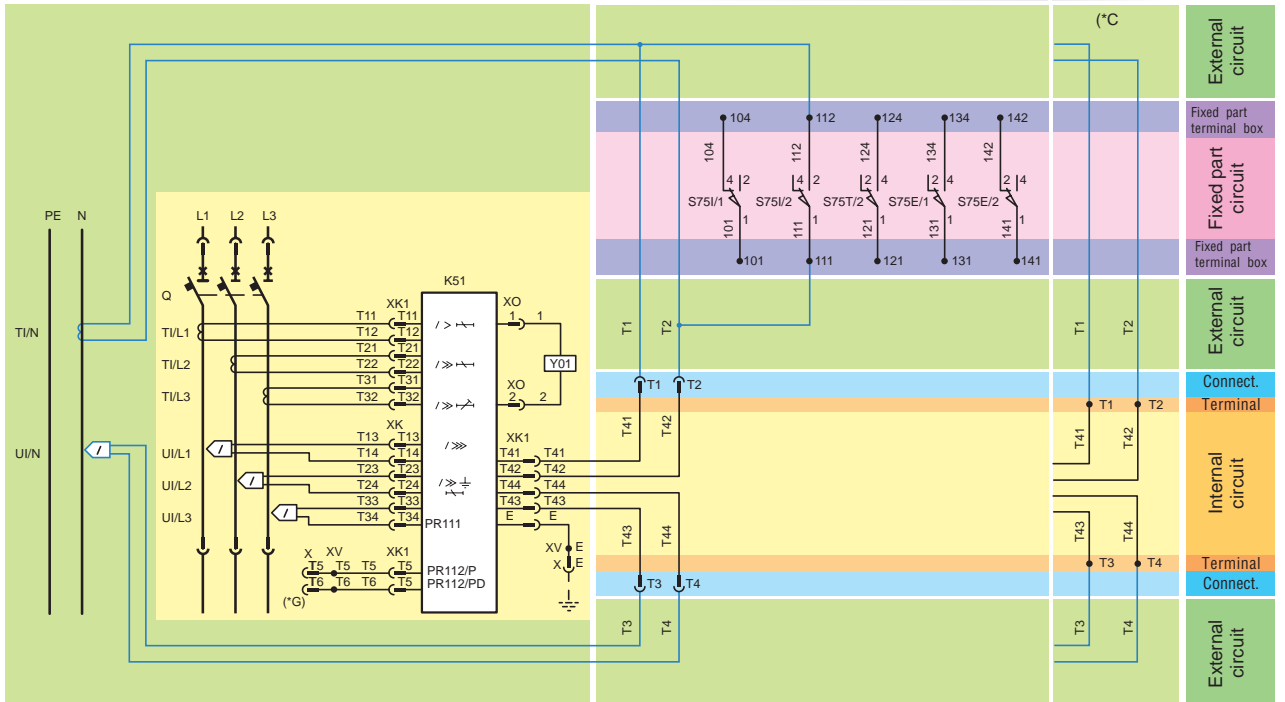 (*C
External
circuit
104
112
124
134
142
Fixed part
terminal box
104
112
124
134
142
4 2
4 2
2 4
2 4
2 4
S75I/1
S75I/2
S75T/2
S75E/1
S75E/2
1
1
1
1
1
101
111
121
131
141
Fixed part
circuit
101
111
121
131
141
Fixed part
terminal box
PE N
L1 L2 L3
Q
K51
TI/N
TI/L1
TI/L2
TI/L3
XK1
T11 T11
T12 T12
T21 T21
T22 T22
T31 T31
T32 T32
/ >
/ ≫
/ ≫
XO
1 1
Y01
XO
2 2
T1
T2
T1
T2
External
circuit
T1 T2
Connect.
T1 T2
Terminal
UI/N
/
UI/L1
/
UI/L2
/
UI/L3
/
XK
T13 T13
T14 T14
T23 T23
T24 T24
T33 T33
T34 T34
/ ⋙
/ ≫
PR111
XK1
T41 T41
T42 T42
T44 T44
T43 T43
E E
XV E
X E
T41
T42
T43
T44
T41
T42
T43
T44
Internal
circuit
X XV XK1
T5 T5 T5 T5
T6 T6 T6 T5
(*G)
PR112/P
PR112/PD
T3 T4
Terminal
T3 T4
Connect.
T3
T4
T3
T4
External
circuit